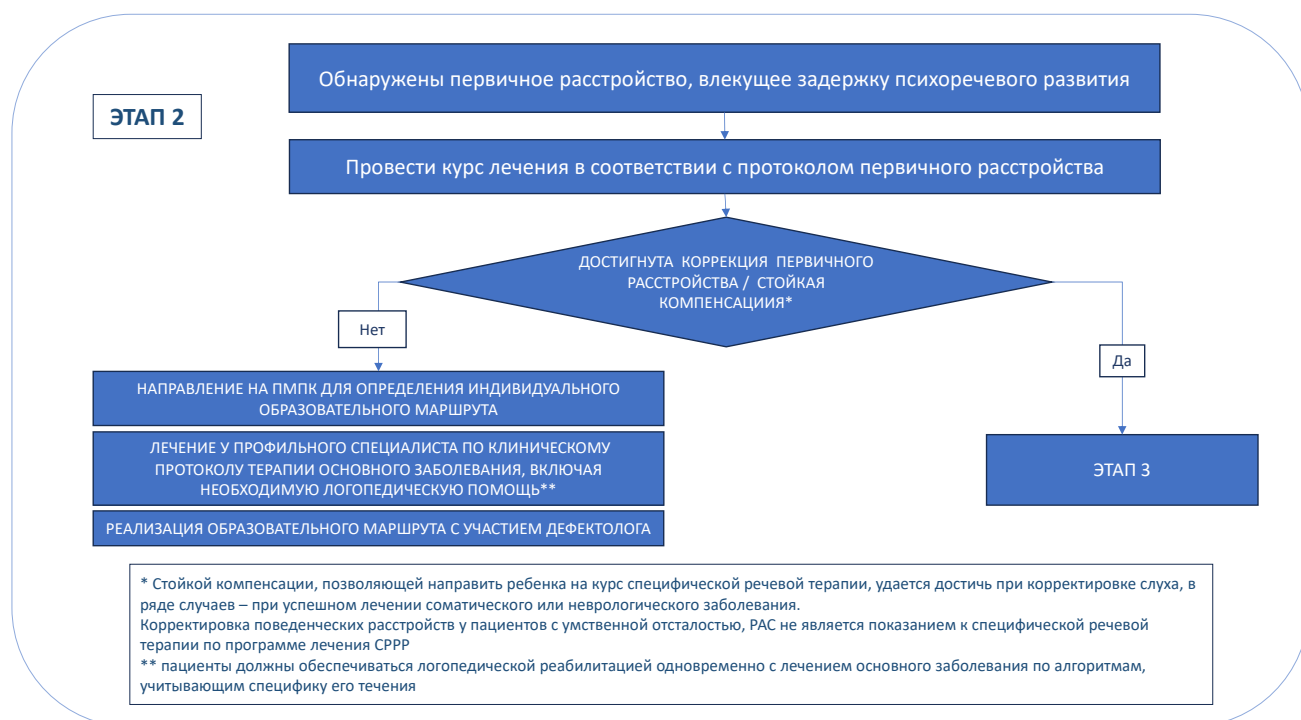 Обнаружены первичное расстройство, влекущее задержку психоречевого развития
ЭТАП 2
Провести курс лечения в соответствии с протоколом первичного расстройства
ДОСТИГНУТА КОРРЕКЦИЯ ПЕРВИЧНОГО
РАССТРОЙСТВА / СТОЙКАЯ
КОМПЕНСАЦИИЯ*
Нет
Да
НАПРАВЛЕНИЕ НА ПМПК ДЛЯ ОПРЕДЕЛЕНИЯ ИНДИВИДУАЛЬНОГО
ОБРАЗОВАТЕЛЬНОГО МАРШРУТА
ЛЕЧЕНИЕ У ПРОФИЛЬНОГО СПЕЦИАЛИСТА ПО КЛИНИЧЕСКОМУ
ПРОТОКОЛУ ТЕРАПИИ ОСНОВНОГО ЗАБОЛЕВАНИЯ, ВКЛЮЧАЯ
НЕОБХОДИМУЮ ЛОГОПЕДИЧЕСКУЮ ПОМОЩЬ**
ЭТАП 3
РЕАЛИЗАЦИЯ ОБРАЗОВАТЕЛЬНОГО МАРШРУТА С УЧАСТИЕМ ДЕФЕКТОЛОГА
* Стойкой компенсации, позволяющей направить ребенка на курс специфической речевой терапии, удается достичь при корректировке слуха, в
ряде случаев – при успешном лечении соматического или неврологического заболевания.
Корректировка поведенческих расстройств у пациентов с умственной отсталостью, РАС не является показанием к специфической речевой
терапии по программе лечения СРРР
** пациенты должны обеспечиваться логопедической реабилитацией одновременно с лечением основного заболевания по алгоритмам,
учитывающим специфику его течения